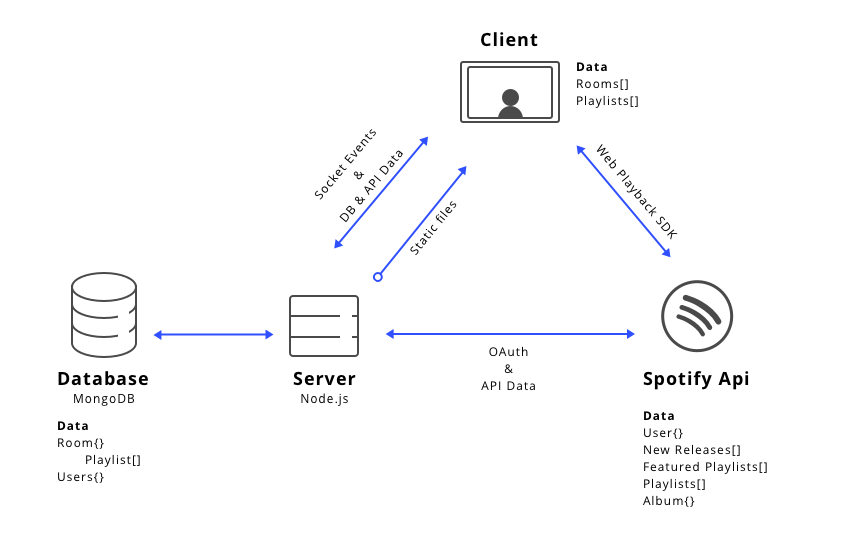 Client
Data
Rooms[]
Playlists[]
Socket Events
&
DB & API Data
Static files
Web Playback SDK
Database
MongoDB
Data
Room{}
Playlist[]
Users{}
Server
Node.js
OAuth
&
API Data
Spotify Api
Data
User{}
New Releases[]
Featured Playlists[]
Playlists[]
Album{}